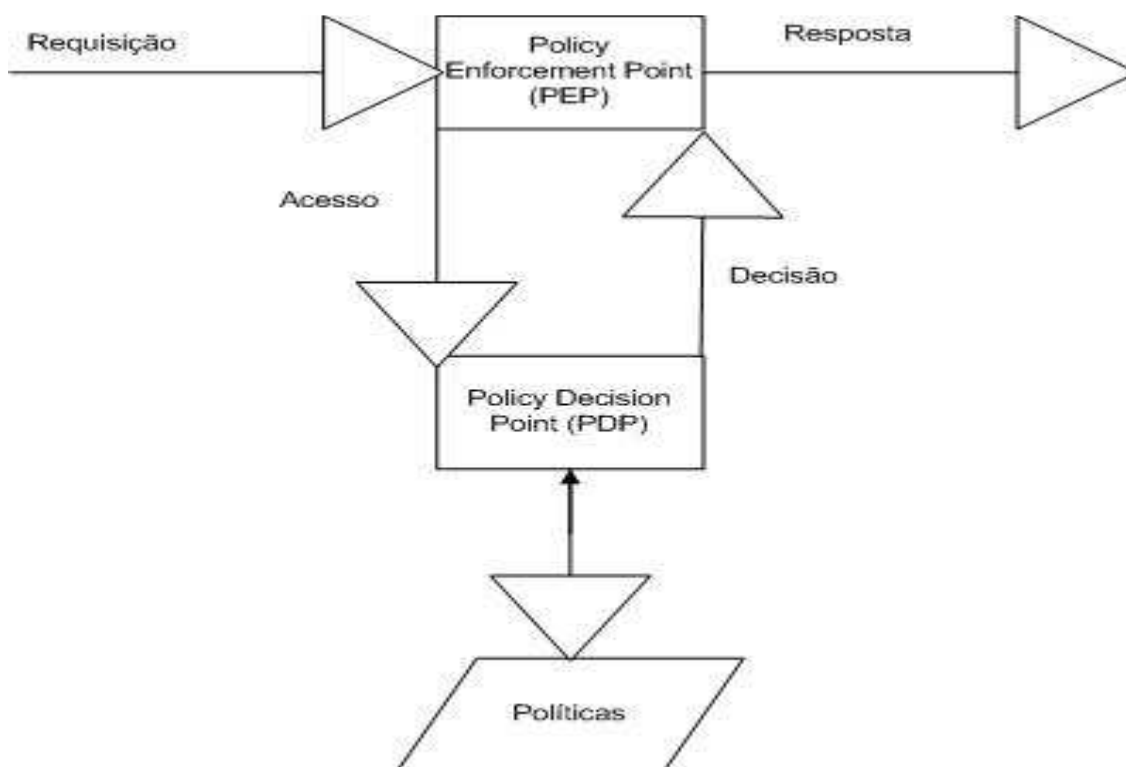 Requisição
Policy
Enforcement Point
(PEP)
Resposta
Acesso
Decisão
Policy Decision
Point (PDP)
Políticas